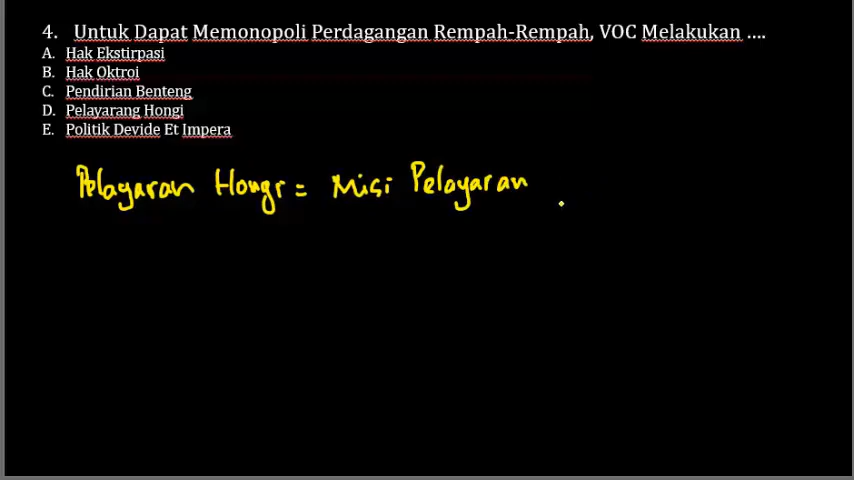 4. Untuk Dapat Memonopoli Perdagangan Rempah-Rempah, VOC Melakukan ....
A. Hak Ekstirpasi
B. Hak Oktroi
C. Pendirian Benteng
D. Pelayarang Hongi
E. Politik Devide Et Impera
Pelayaran Hongi = Misi Pelayaran